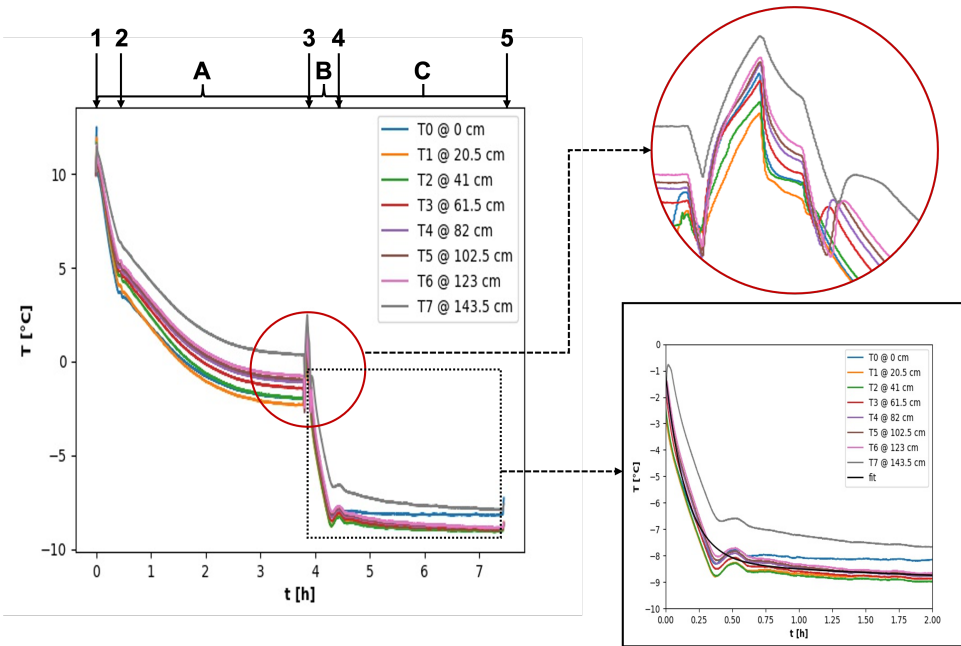 1 2 3 4 5
A B C
T0 @ 0 cm
T1 @ 20.5 cm
T2 @ 41 cm
T3 @ 61.5 cm
T4 @ 82 cm
T5 @ 102.5 cm
T6 @ 123 cm
T7 @ 143.5 cm
10
5
0
−5
−10
T [°C]
0 1 2 3 4 5 6 7
t [h]
T0 @ 0 cm
T1 @ 20.5 cm
T2 @ 41 cm
T3 @ 61.5 cm
T4 @ 82 cm
T5 @ 102.5 cm
T6 @ 123 cm
T7 @ 143.5 cm
fit
0
−1
−2
−3
−4
−5
−6
−7
−8
−9
−10
T [°C]
0.00 0.25 0.50 0.75 1.00 1.25 1.50 1.75 2.00
t [h]